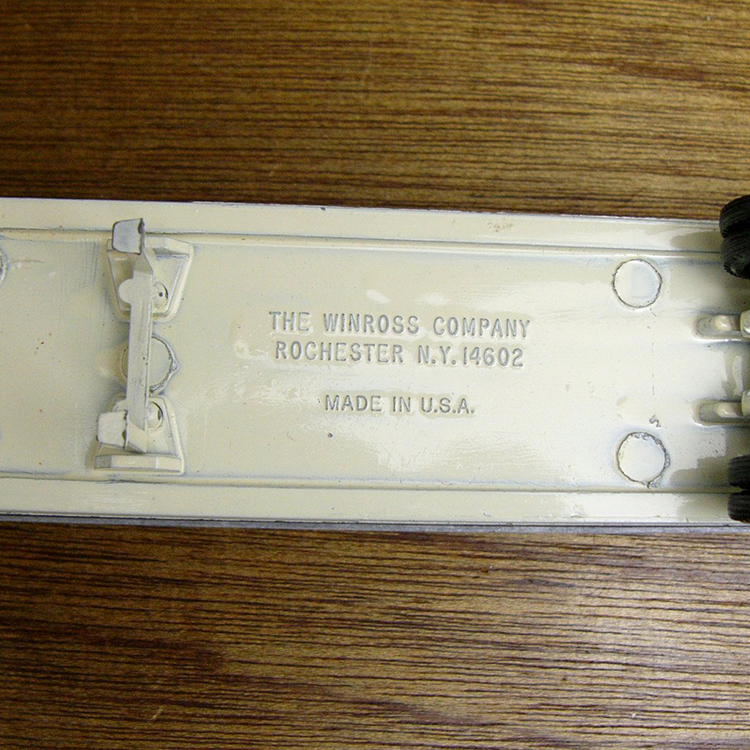 THE WINROSS COMPANY
ROCHESTER N.Y. 14602
MADE IN U.S.A.